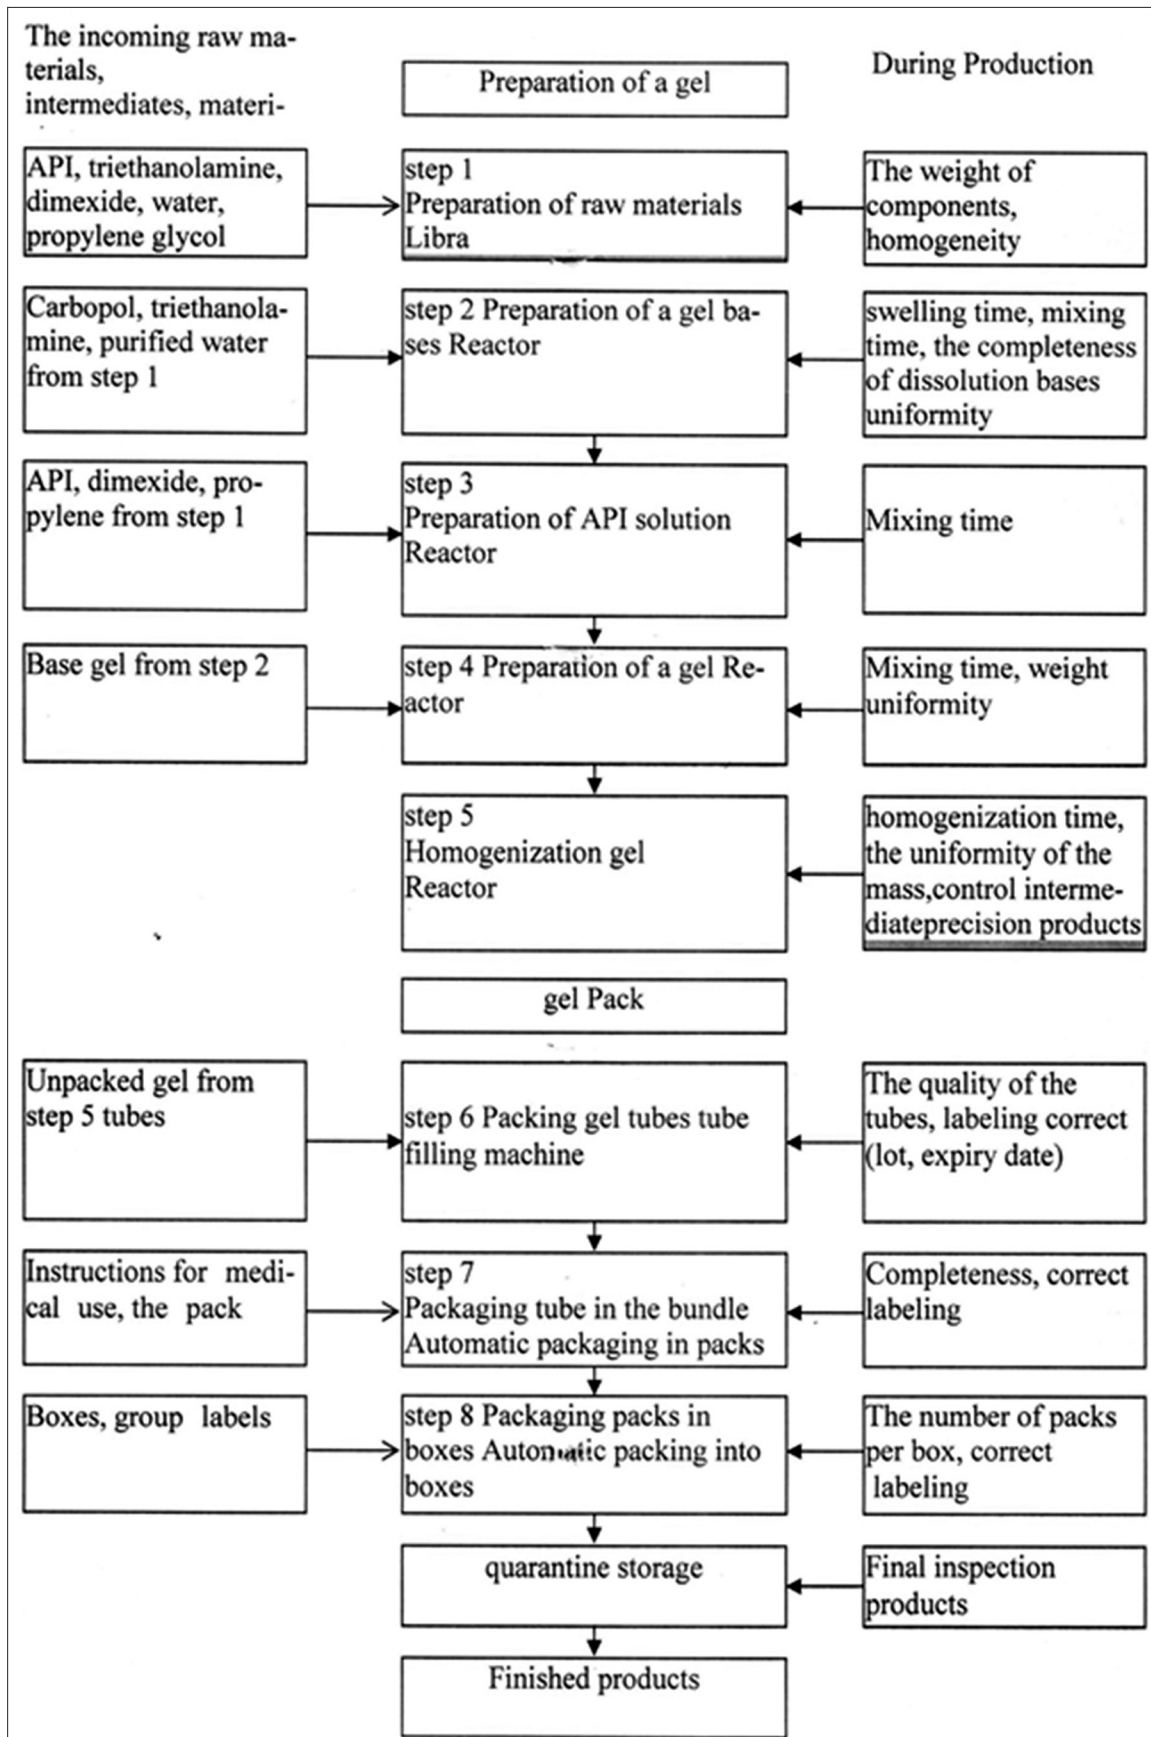 The incoming raw ma-
terials,
intermediates, materi-
Preparation of a gel
During Production
API, triethanolamine,
dimexide, water,
propylene glycol
step 1
Preparation of raw materials
Libra
The weight of
components,
homogeneity
Carbopol, triethanola-
mine, purified water
from step 1
step 2 Preparation of a gel ba-
ses Reactor
swelling time, mixing
time, the completeness
of dissolution bases
uniformity
API, dimexide, pro-
pylene from step 1
step 3
Preparation of API solution
Reactor
Mixing time
Base gel from step 2
step 4 Preparation of a gel Re-
actor
Mixing time, weight
uniformity
step 5
Homogenization gel
Reactor
homogenization time,
the uniformity of the
mass,control interme-
diateprecision products
gel Pack
Unpacked gel from
step 5 tubes
step 6 Packing gel tubes tube
filling machine
The quality of the
tubes, labeling correct
(lot, expiry date)
Instructions for medi-
cal use, the pack
step 7
Packaging tube in the bundle
Automatic packaging in packs
Completeness, correct
labeling
Boxes, group labels
step 8 Packaging packs in
boxes Automatic packing into
boxes
The number of packs
per box, correct
labeling
quarantine storage
Final inspection
products
Finished products